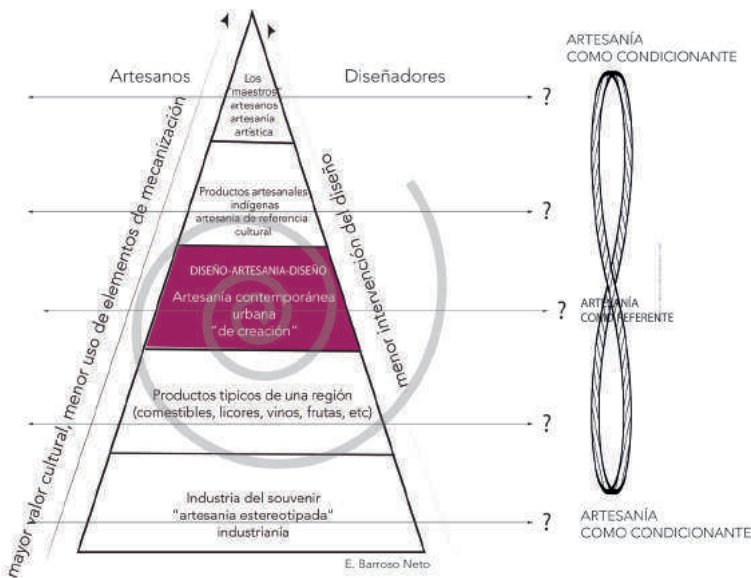 ARTESANÍA
COMO CONDICIONANTE
Artesanos
Diseñadores
Los
"maestros"
artesanos
artesanía
artística
?
Productos artesanales
indígenas
artesanía de referencia
cultural
?
DISEÑO-ARTESANIA-DISEÑO
Artesanía contemporánea
urbana
"de creación"
?
ARTESANÍA
COMO REFERENTE
Productos típicos de una región
(comestibles, licores, vinos, frutas, etc)
?
Industria del souvenir
"artesania estereotipada"
industrianía
?
ARTESANÍA
COMO CONDICIONANTE
E. Barroso Neto
mayor valor cultural, menor uso de elementos de mecanización
menor intervención del diseño